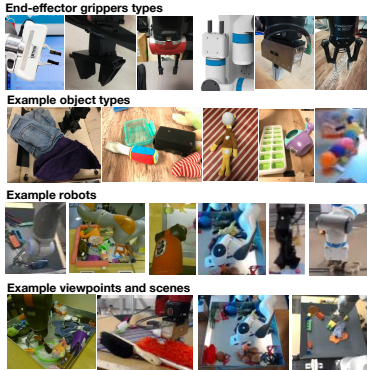 End-effector grippers types
Example object types
Example robots
Example viewpoints and scenes